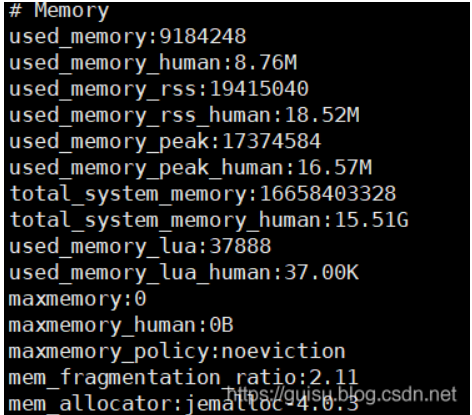 # Memory
used_memory:9184248
used_memory_human:8.76M
used_memory_rss:19415040
used_memory_rss_human:18.52M
used_memory_peak:17374584
used_memory_peak_human:16.57M
total_system_memory:16658403328
total_system_memory_human:15.51G
used_memory_lua:37888
used_memory_lua_human:37.00K
maxmemory:0
maxmemory_human:0B
maxmemory_policy:noeviction
mem_fragmentation_ratio:2.11
https://guisu.blog.csdn.net
mem_allocator:jemalloc-4.0.3